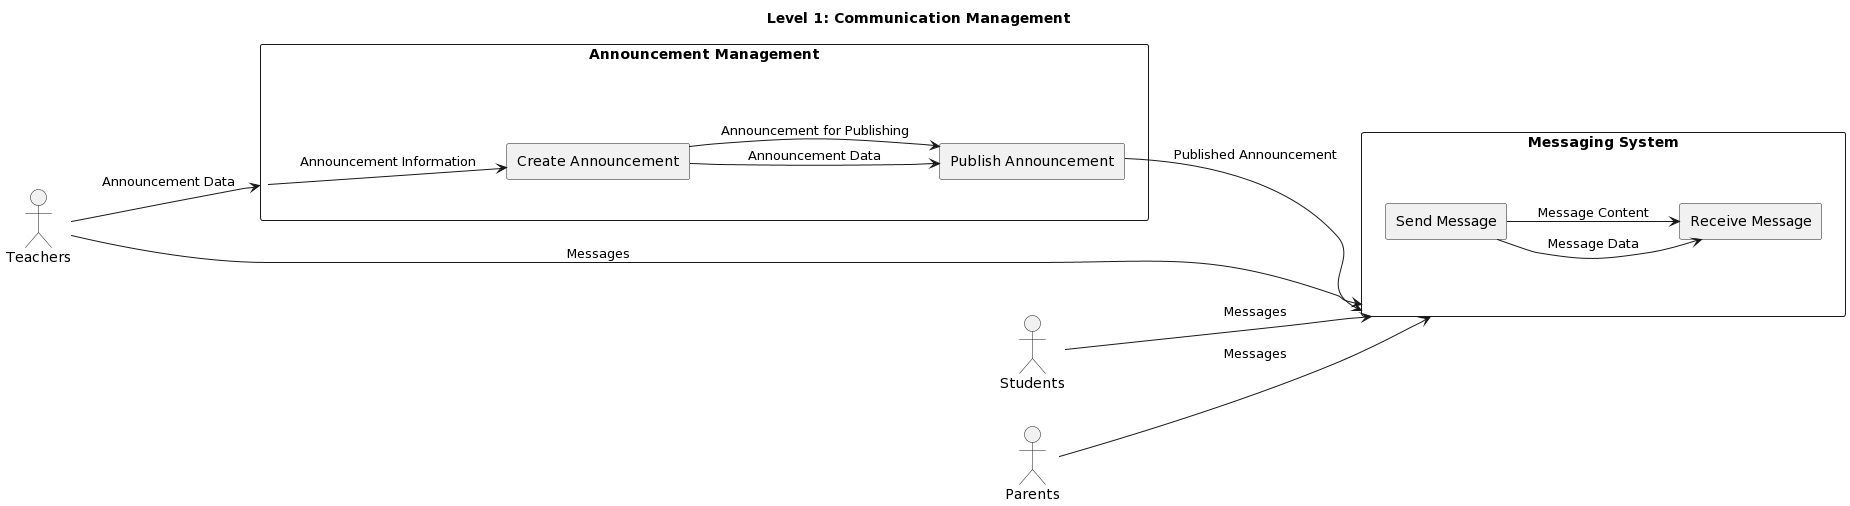 Level 1: Communication Management
Announcement Management
Announcement for Publishing
Announcement Information
Create Announcement
Announcement Data
Publish Announcement
Published Announcement
Messaging System
Announcement Data
Teachers
Messages
Send Message
Message Content
Receive Message
Message Data
Messages
Students
Messages
Parents